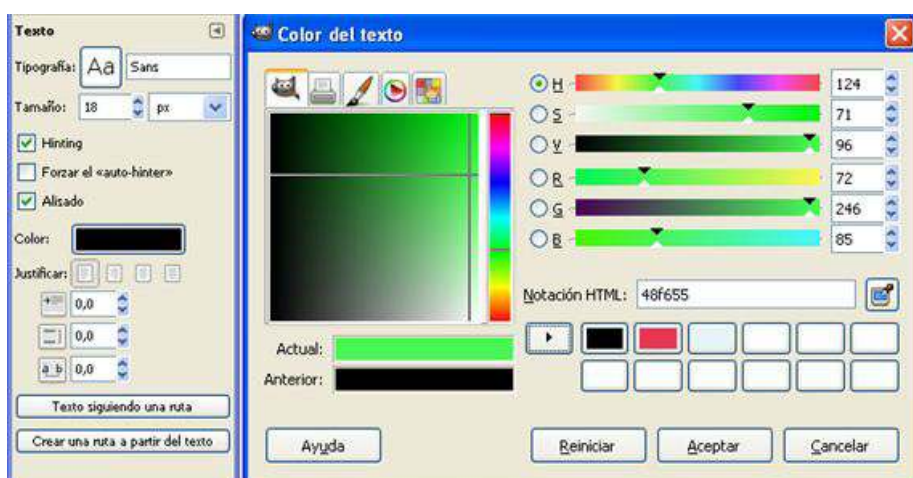 Texto
Tipografía: Aa Sans
Tamaño: 18 px
Hinting
Forzar el «auto-hinter»
Alisado
Color:
Justificar:
0,0
0,0
a b 0,0
Texto siguiendo una ruta
Crear una ruta a partir del texto
Color del texto
H 124
S 71
V 96
R 72
G 246
B 85
Notación HTML: 48f655
Actual:
Anterior:
Ayuda Reiniciar Aceptar Cancelar